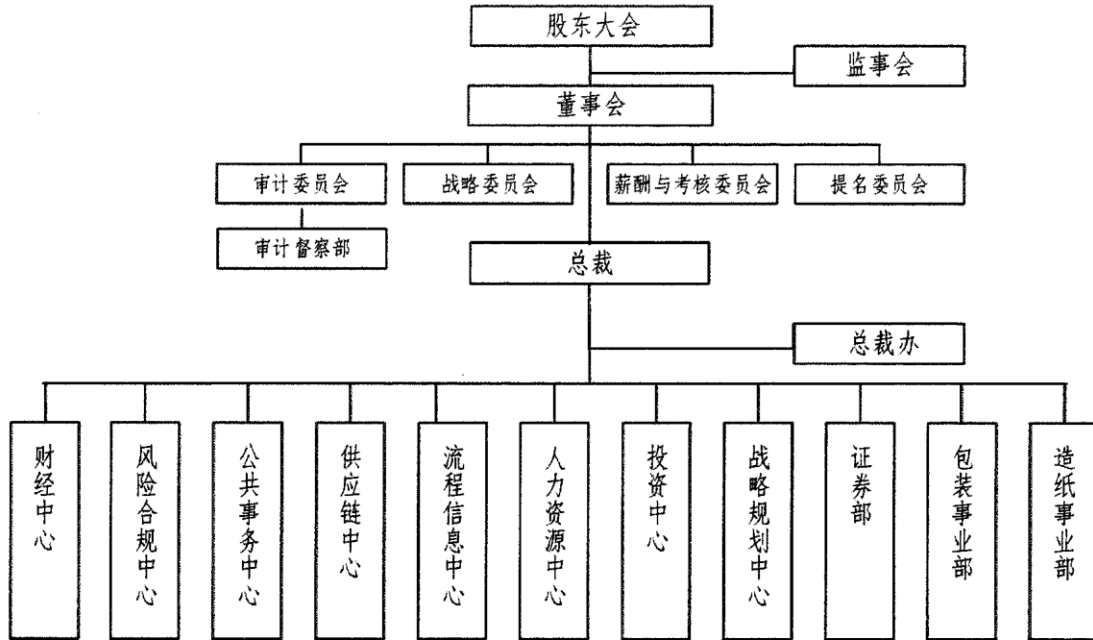 股东大会
监事会
董事会
审计委员会
战略委员会
薪酬与考核委员会
提名委员会
审计督察部
总裁
总裁办
财经中心
风险合规中心
公共事务中心
供应链中心
流程信息中心
人力资源中心
投资中心
战略规划中心
证券部
包装事业部
造纸事业部